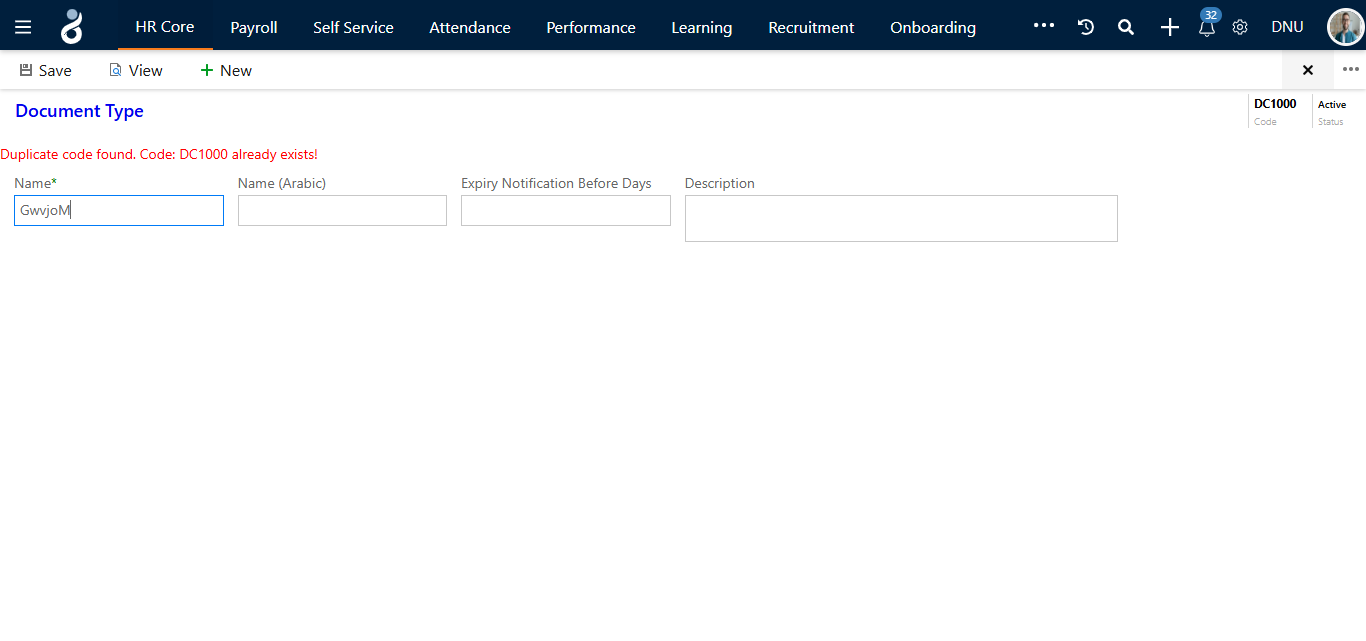 HR Core Payroll Self Service Attendance Performance Learning Recruitment Onboarding 32 DNU
Save View New
Document Type
DC1000 Active
Code Status
Duplicate code found. Code: DC1000 already exists!
Name* Name (Arabic) Expiry Notification Before Days Description
GwvjoM